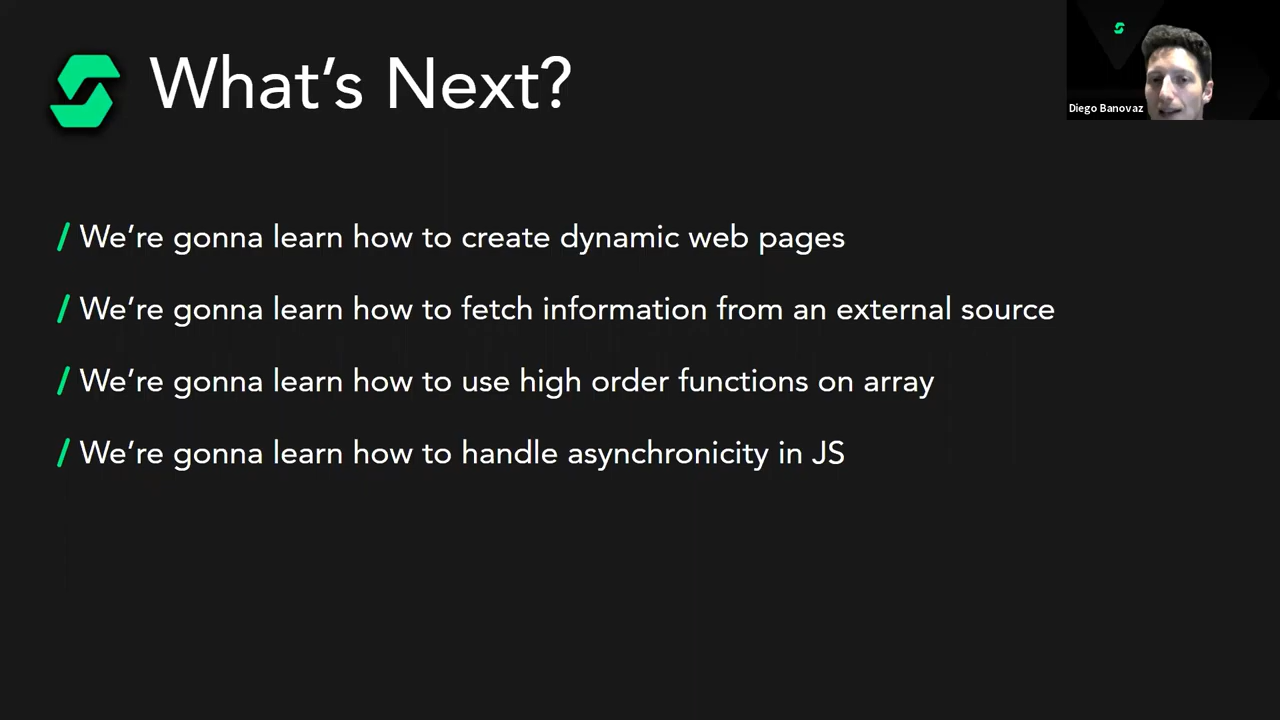 What’s Next?
Diego Banovaz
/ We’re gonna learn how to create dynamic web pages
/ We’re gonna learn how to fetch information from an external source
/ We’re gonna learn how to use high order functions on array
/ We’re gonna learn how to handle asynchronicity in JS